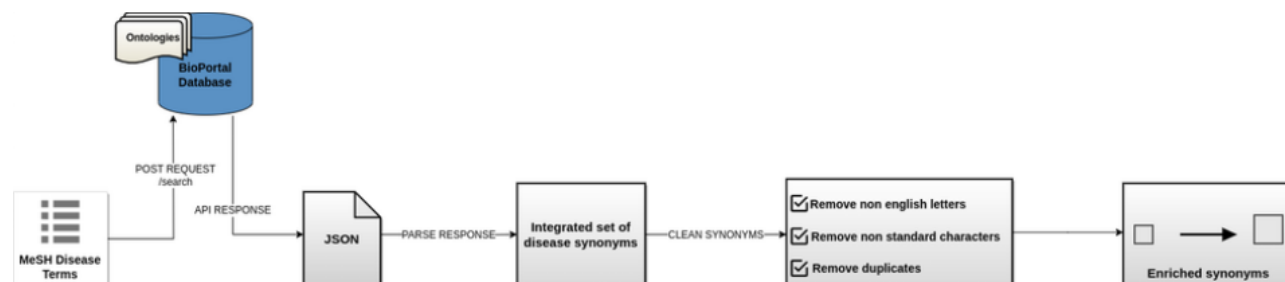 Ontologies
BioPortal
Database
POST REQUEST
/search
API RESPONSE
MeSH Disease
Terms
JSON
PARSE RESPONSE
Integrated set of
disease synonyms
CLEAN SYNONYMS
Remove non english letters
Remove non standard characters
Remove duplicates
Enriched synonyms